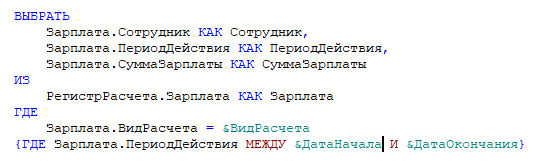 ВЫБРАТЬ
Зарплата.Сотрудник КАК Сотрудник,
Зарплата.ПериодДействия КАК ПериодДействия,
Зарплата.СуммаЗарплаты КАК СуммаЗарплаты
ИЗ
РегистрРасчета.Зарплата КАК Зарплата
ГДЕ
Зарплата.ВидРасчета = &ВидРасчета
{ГДЕ Зарплата.ПериодДействия МЕЖДУ &ДатаНачала И &ДатаОкончания}